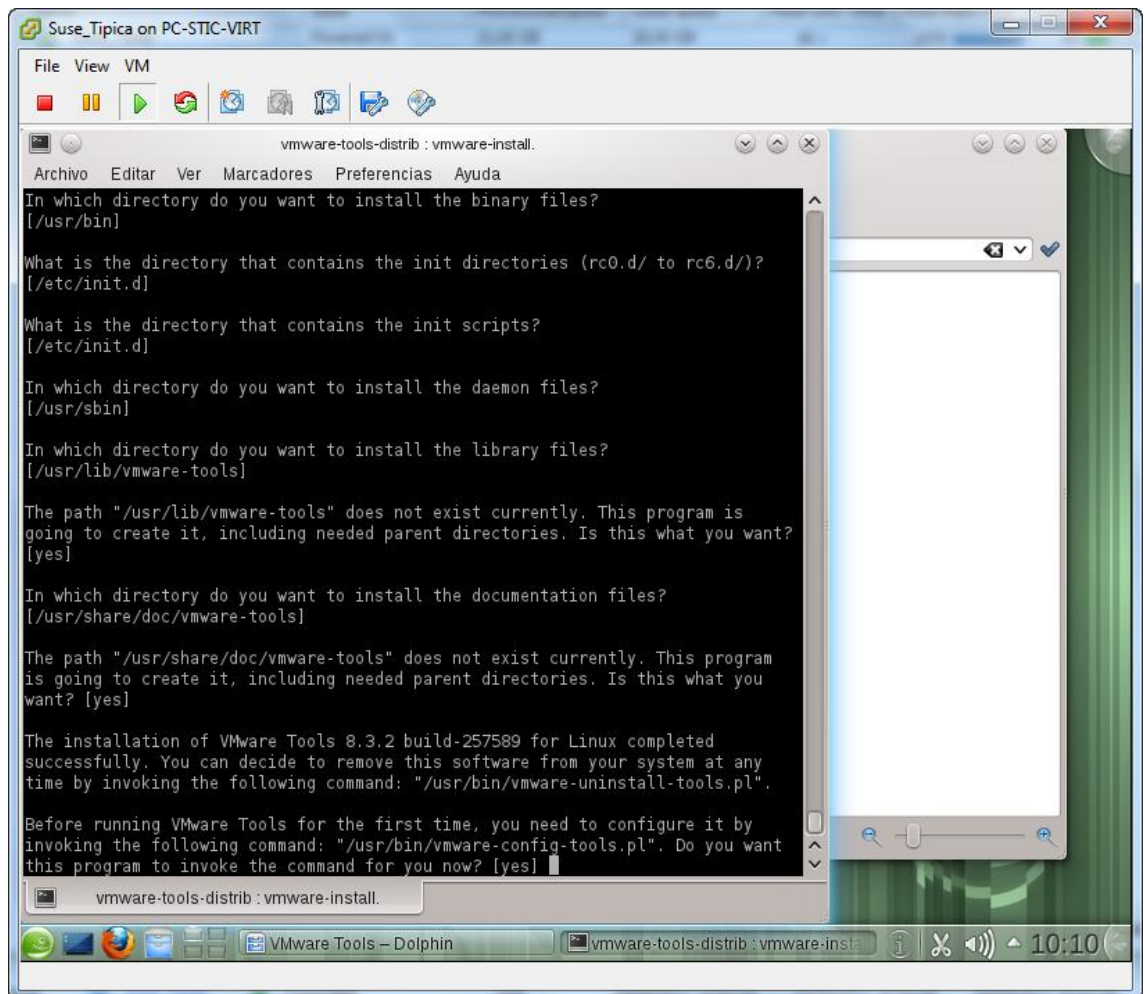 Suse_Tipica on PC-STIC-VIRT
File View VM
vmware-tools-distrib : vmware-install.
Archivo Editar Ver Marcadores Preferencias Ayuda
In which directory do you want to install the binary files?
[/usr/bin]
What is the directory that contains the init directories (rc0.d/ to rc6.d/)?
[/etc/init.d]
What is the directory that contains the init scripts?
[/etc/init.d]
In which directory do you want to install the daemon files?
[/usr/sbin]
In which directory do you want to install the library files?
[/usr/lib/vmware-tools]
The path "/usr/lib/vmware-tools" does not exist currently. This program is
going to create it, including needed parent directories. Is this what you want?
[yes]
In which directory do you want to install the documentation files?
[/usr/share/doc/vmware-tools]
The path "/usr/share/doc/vmware-tools" does not exist currently. This program
is going to create it, including needed parent directories. Is this what you
want? [yes]
The installation of VMware Tools 8.3.2 build-257589 for Linux completed
successfully. You can decide to remove this software from your system at any
time by invoking the following command: "/usr/bin/vmware-uninstall-tools.pl".
Before running VMware Tools for the first time, you need to configure it by
invoking the following command: "/usr/bin/vmware-config-tools.pl". Do you want
this program to invoke the command for you now? [yes]
vmware-tools-distrib : vmware-install.
VMware Tools – Dolphin vmware-tools-distrib : vmware-insta 10:10